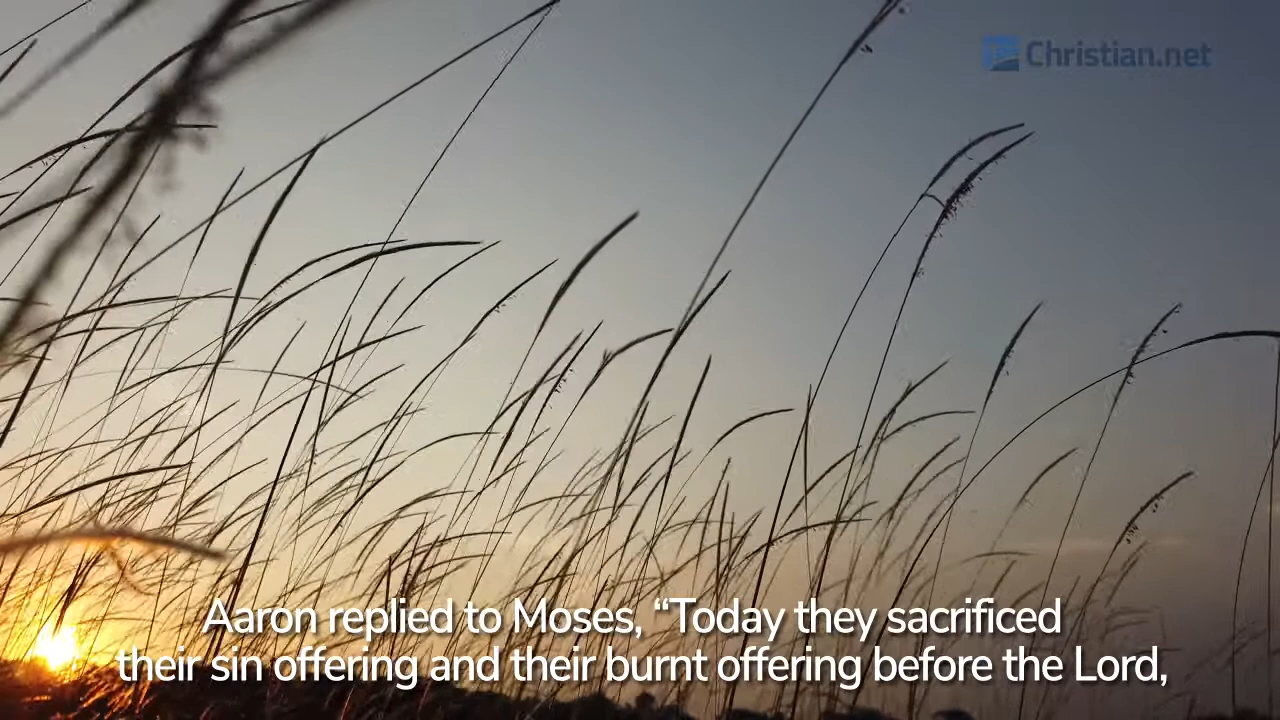 Christian.net
Aaron replied to Moses, “Today they sacrificed
their sin offering and their burnt offering before the Lord,